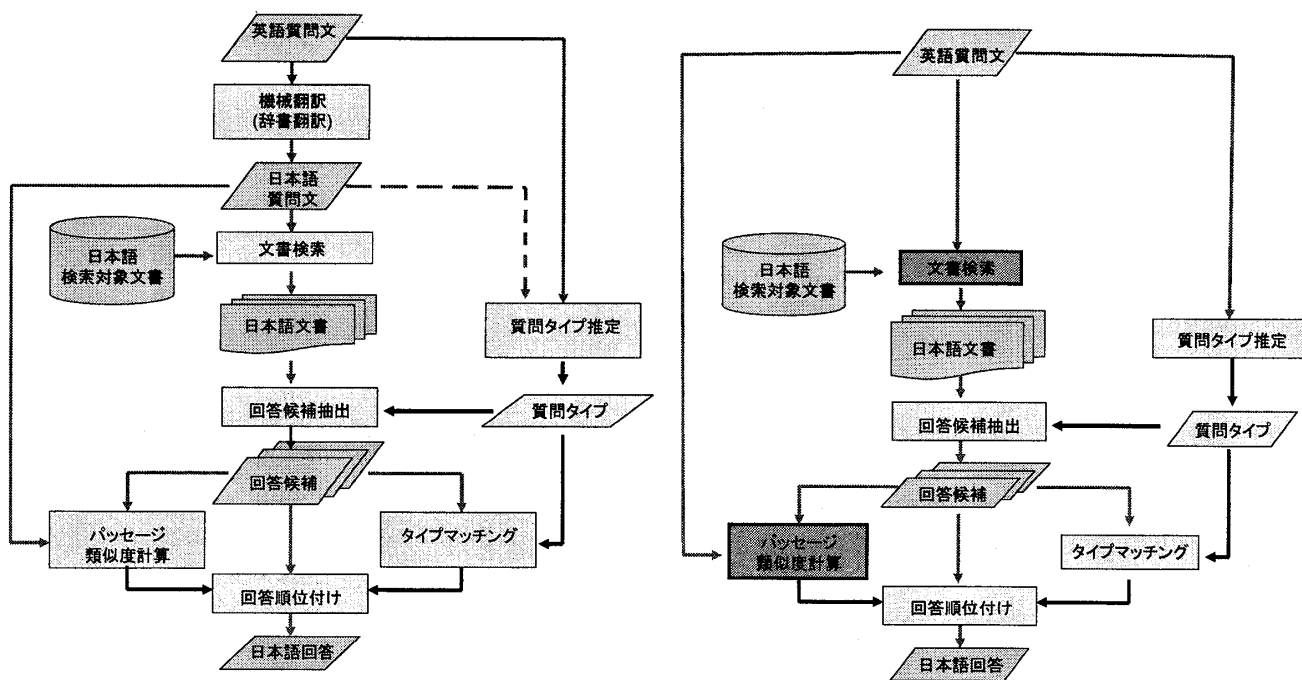 英語質問文
機械翻訳
(辞書翻訳)
日本語
質問文
日本語
検索対象文書
文書検索
日本語文書
質問タイプ推定
回答候補抽出
質問タイプ
回答候補
パッセージ
類似度計算
タイプマッチング
回答順位付け
日本語回答
英語質問文
日本語
検索対象文書
文書検索
日本語文書
質問タイプ推定
回答候補抽出
質問タイプ
回答候補
パッセージ
類似度計算
タイプマッチング
回答順位付け
日本語回答